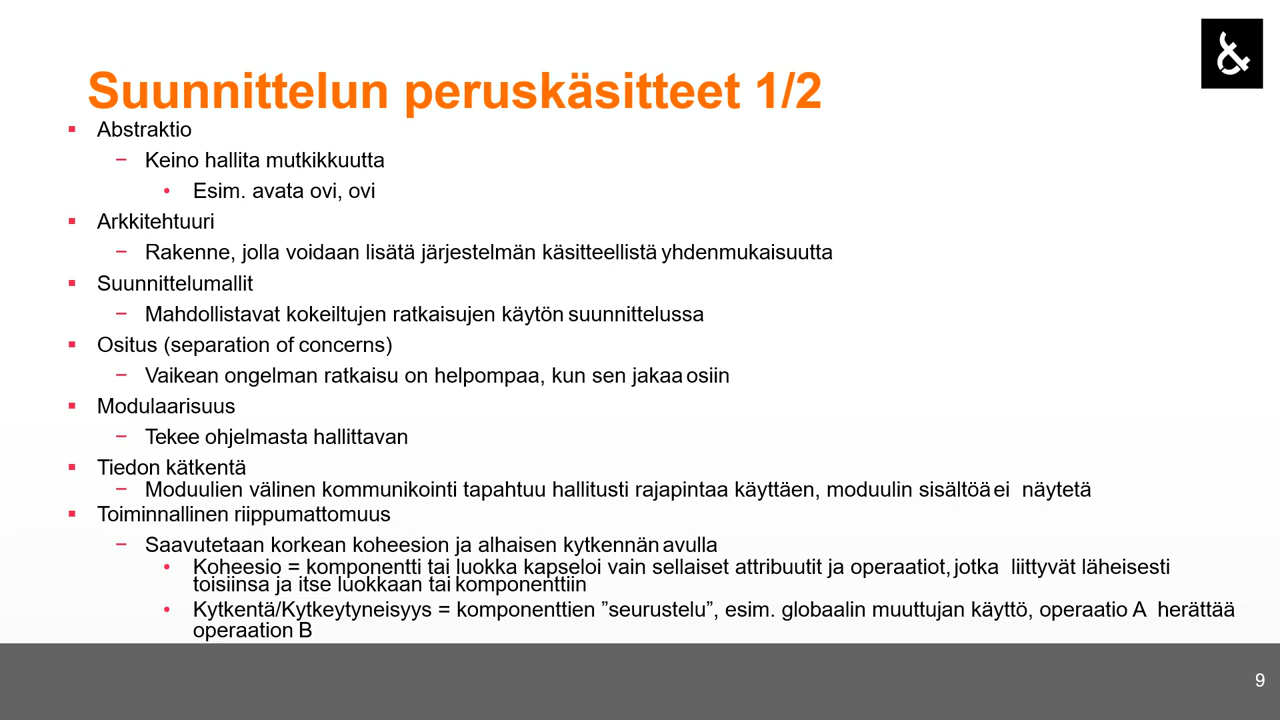 &
Suunnittelun peruskäsitteet 1/2
▪ Abstraktio
– Keino hallita mutkikkuutta
• Esim. avata ovi, ovi
▪ Arkkitehtuuri
– Rakenne, jolla voidaan lisätä järjestelmän käsitteellistä yhdenmukaisuutta
▪ Suunnittelumallit
– Mahdollistavat kokeiltujen ratkaisujen käytön suunnittelussa
▪ Ositus (separation of concerns)
– Vaikean ongelman ratkaisu on helpompaa, kun sen jakaa osiin
▪ Modulaarisuus
– Tekee ohjelmasta hallittavan
▪ Tiedon kätkentä
– Moduulien välinen kommunikointi tapahtuu hallitusti rajapintaa käyttäen, moduulin sisältöä ei näytetä
▪ Toiminnallinen riippumattomuus
– Saavutetaan korkean koheesion ja alhaisen kytkennän avulla
• Koheesio = komponentti tai luokka kapseloi vain sellaiset attribuutit ja operaatiot, jotka liittyvät läheisesti
toisiinsa ja itse luokkaan tai komponenttiin
• Kytkentä/Kytkeytyneisyys = komponenttien ”seurustelu”, esim. globaalin muuttujan käyttö, operaatio A herättää
operaation B
9